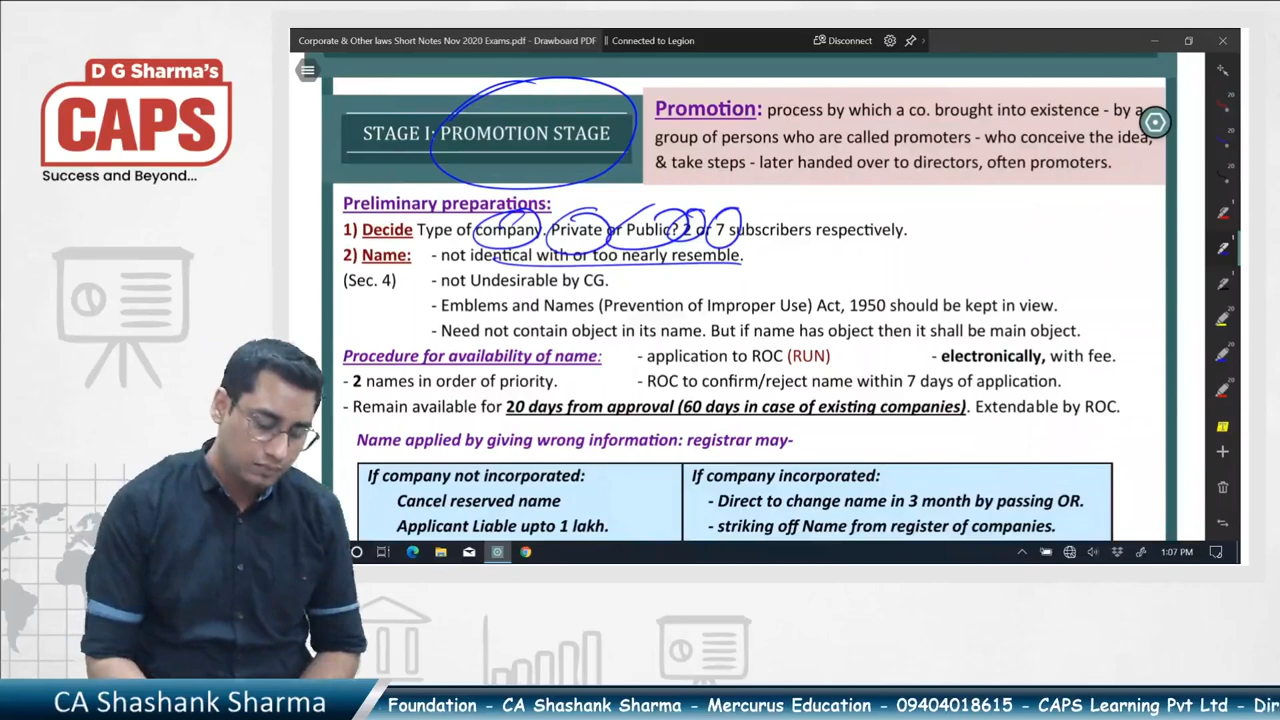 Corporate & Other laws Short Notes Nov 2020 Exams.pdf - Drawboard PDF
Connected to Legion
Disconnect
D G Sharma's
CAPS
Success and Beyond...
STAGE I: PROMOTION STAGE
Promotion: process by which a co. brought into existence - by a
group of persons who are called promoters - who conceive the idea,
& take steps - later handed over to directors, often promoters.
Preliminary preparations:
1) Decide Type of company. Private or Public? 2 or 7 subscribers respectively.
2) Name: - not identical with or too nearly resemble.
(Sec. 4) - not Undesirable by CG.
- Emblems and Names (Prevention of Improper Use) Act, 1950 should be kept in view.
- Need not contain object in its name. But if name has object then it shall be main object.
Procedure for availability of name: - application to ROC (RUN) - electronically, with fee.
- 2 names in order of priority. - ROC to confirm/reject name within 7 days of application.
- Remain available for 20 days from approval (60 days in case of existing companies). Extendable by ROC.
Name applied by giving wrong information: registrar may-
If company not incorporated:
Cancel reserved name
Applicant Liable upto 1 lakh.
If company incorporated:
- Direct to change name in 3 month by passing OR.
- striking off Name from register of companies.
1:07 PM
CA Shashank Sharma
Foundation - CA Shashank Sharma - Mercurus Education - 09404018615 - CAPS Learning Pvt Ltd - Di